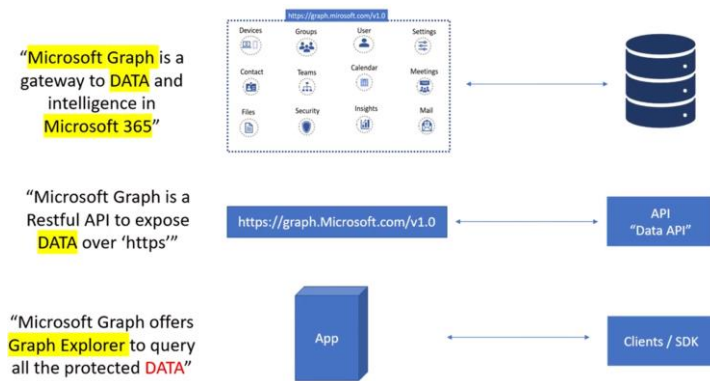 https://graph.mirosoft.com/v1.0
Devices Groups User Settings
Contact Teams Calendar Meetings
Files Security Insights Mail
“Microsoft Graph is a
gateway to DATA and
intelligence in
Microsoft 365”
“Microsoft Graph is a
Restful API to expose
DATA over ‘https’”
https://graph.Microsoft.com/v1.0
API
“Data API”
“Microsoft Graph offers
Graph Explorer to query
all the protected DATA”
App
Clients / SDK